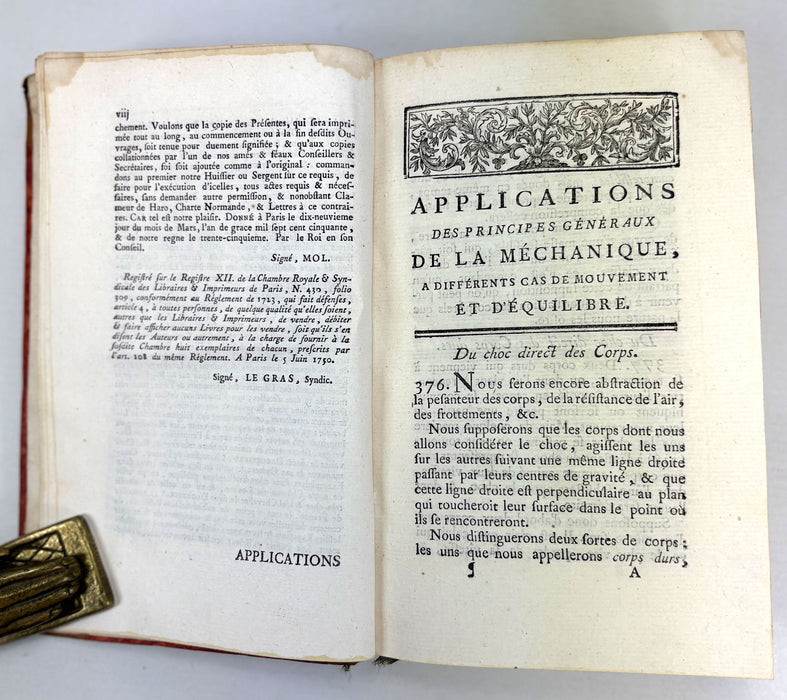 viij
chement. Voulons que la copie des Présentes, qui sera impri-
mée tout au long, au commencement ou à la fin desdits Ou-
vrages, soit tenue pour duement signifiée ; & qu'aux copies
collationnées par l'un de nos amés & féaux Conseillers &
Secrétaires, foi soit ajoutée comme à l'original : comman-
dons au premier notre Huissier ou Sergent sur ce requis, de
faire pour l'exécution d'icelles, tous actes requis & néces-
saires, sans demander autre permission, & nonobstant Cla-
meur de Haro, Charte Normande, & Lettres à ce contrai-
res. CAR tel est notre plaisir. DONNÉ à Paris le dix-neuvieme
jour du mois de Mars, l'an de grace mil sept cent cinquante,
& de notre regne le trente-cinquieme. Par le Roi en son
Conseil.
Signé, MOL.
Registré sur le Registre XII. de la Chambre Royale & Syn-
dicale des Libraires & Imprimeurs de Paris, N. 430, folio
309, conformément au Réglement de 1723, qui fait défenses,
article 4, à toutes personnes, de quelque qualité qu'elles soient,
autres que les Libraires & Imprimeurs, de vendre, débiter
& faire afficher aucuns Livres pour les vendre, soit qu'ils s'en
disent les Auteurs ou autrement, à la charge de fournir à la
susdite Chambre huit exemplaires de chacun, prescrits par
l'art. 108 du même Réglement. A Paris le 5 Juin 1750.
Signé, LE GRAS, Syndic.
APPLICATIONS
APPLICATIONS
DES PRINCIPES GÉNÉRAUX
DE LA MÉCHANIQUE,
A DIFFÉRENTS CAS DE MOUVEMENT
ET D'ÉQUILIBRE.
Du choc direct des Corps.
376. Nous ferons encore abstraction de
la pesanteur des corps, de la résistance de l'air,
des frottements, &c.
Nous supposerons que les corps dont nous
allons considérer le choc, agissent les uns
sur les autres suivant une même ligne droite
passant par leurs centres de gravité, & que
cette ligne droite est perpendiculaire au plan
qui toucheroit leur surface dans le point où
ils se rencontreront.
Nous distinguerons deux sortes de corps :
les uns que nous appellerons corps durs,
A